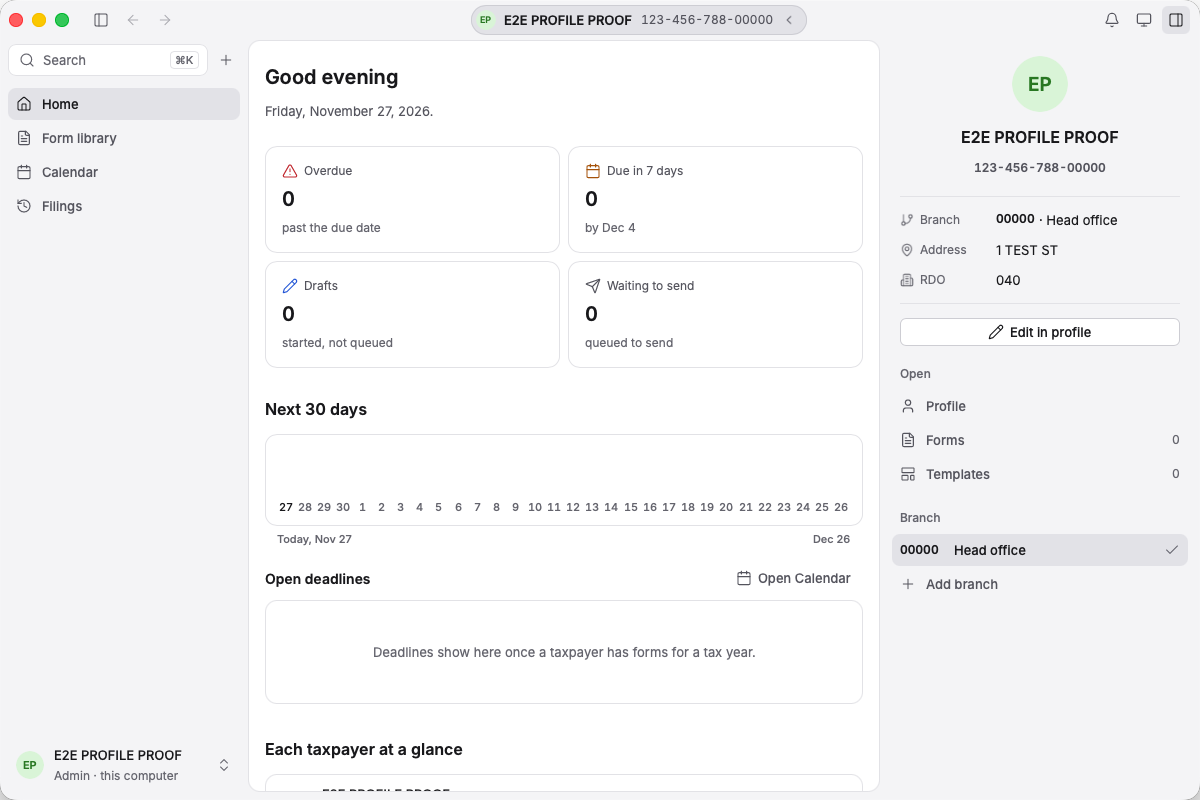 EP E2E PROFILE PROOF 123-456-788-00000
Search ⌘K
Home
Form library
Calendar
Filings
EP
E2E PROFILE PROOF
Admin · this computer
Good evening
Friday, November 27, 2026.
Overdue
0
past the due date
Due in 7 days
0
by Dec 4
Drafts
0
started, not queued
Waiting to send
0
queued to send
Next 30 days
27 28 29 30 1 2 3 4 5 6 7 8 9 10 11 12 13 14 15 16 17 18 19 20 21 22 23 24 25 26
Today, Nov 27 Dec 26
Open deadlines Open Calendar
Deadlines show here once a taxpayer has forms for a tax year.
Each taxpayer at a glance
E2E PROFILE PROOF
EP
E2E PROFILE PROOF
123-456-788-00000
Branch 00000 · Head office
Address 1 TEST ST
RDO 040
Edit in profile
Open
Profile
Forms 0
Templates 0
Branch
00000 Head office
Add branch